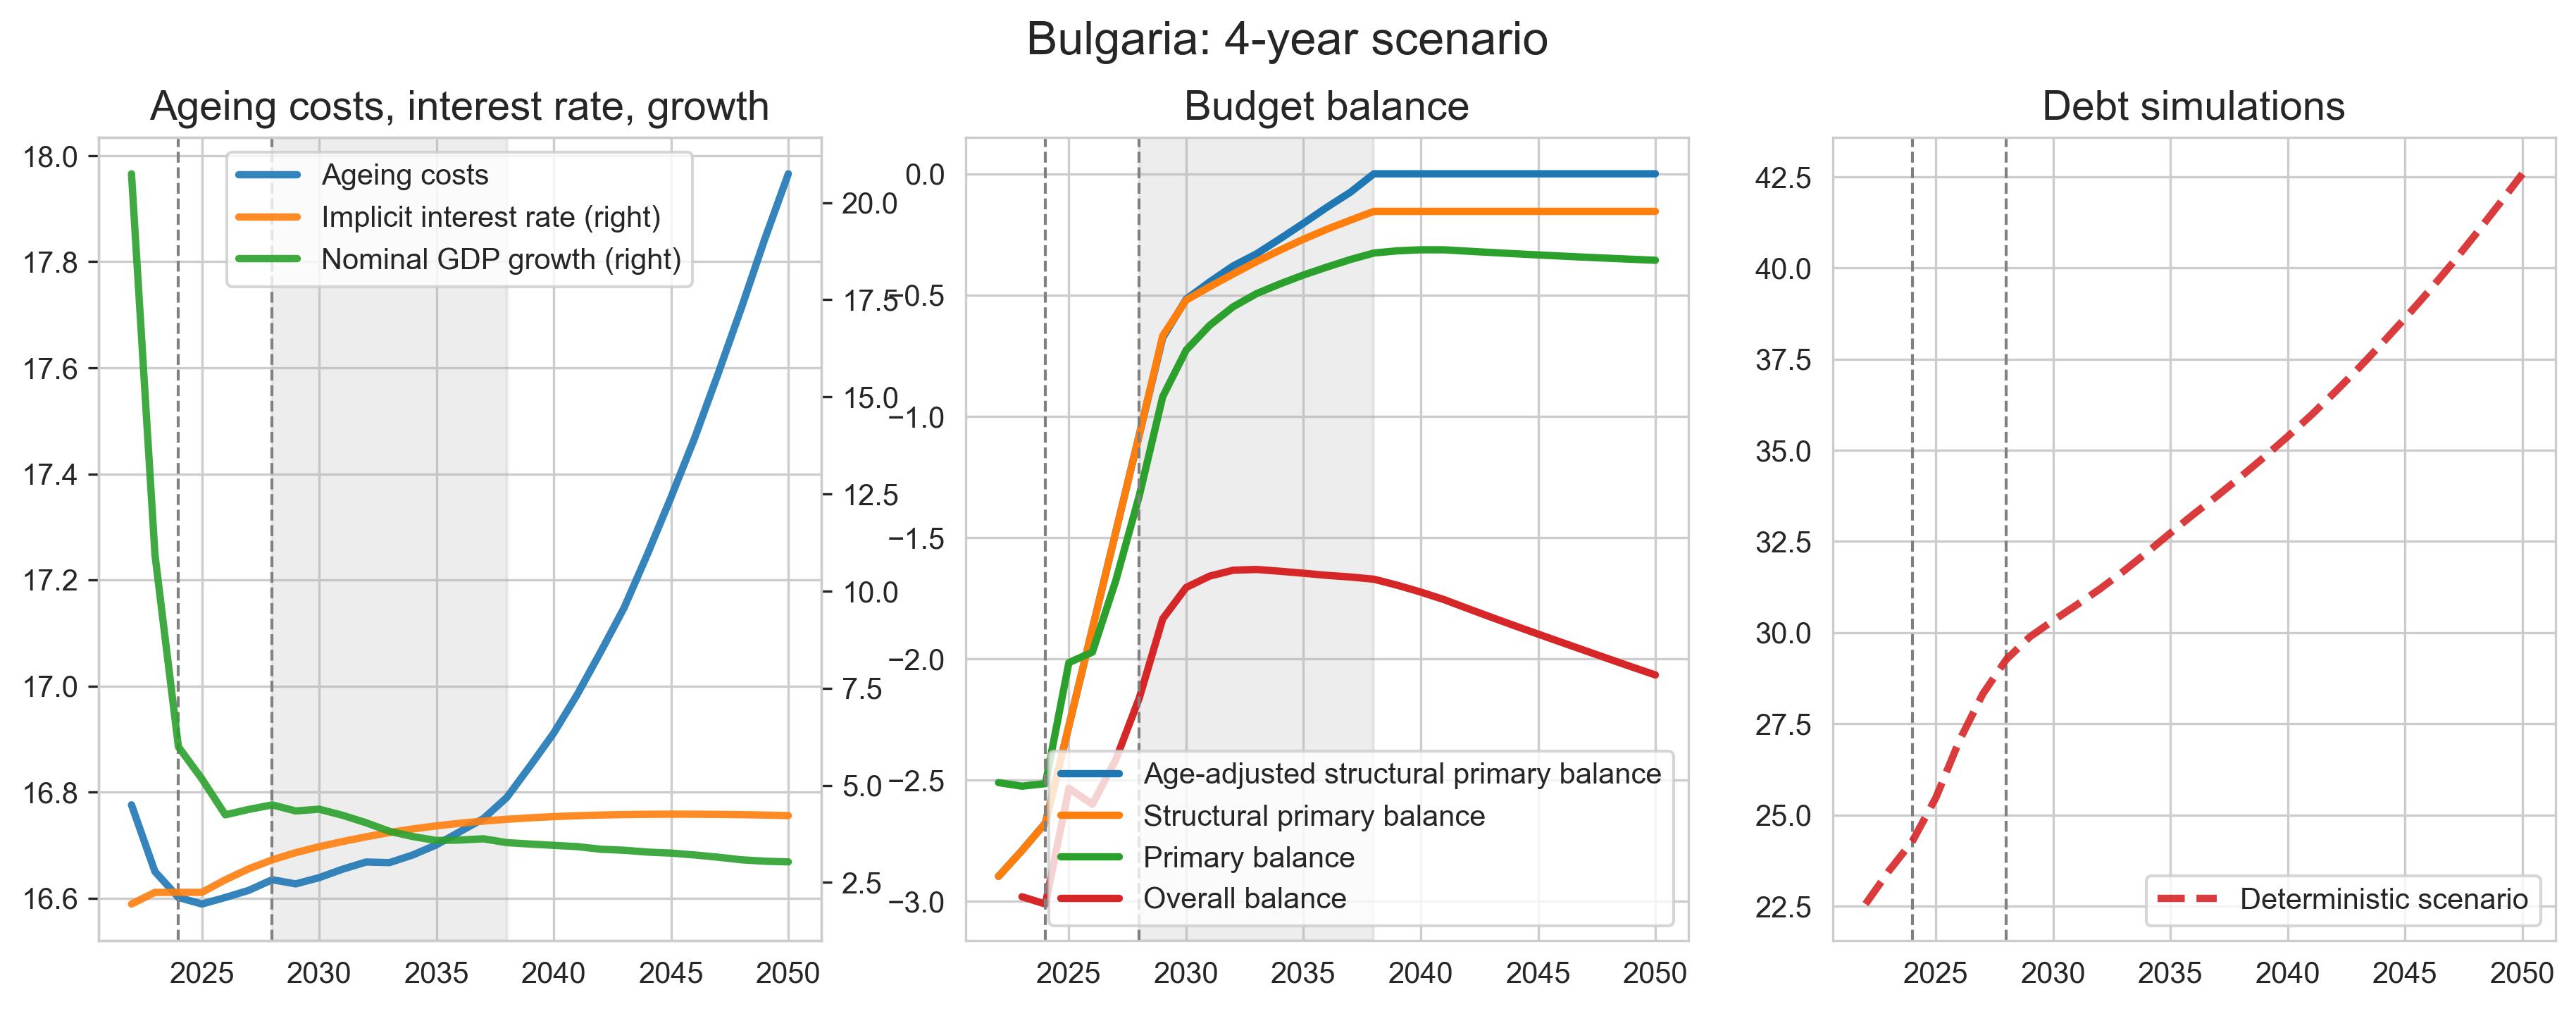 Bulgaria: 4-year scenario
Ageing costs, interest rate, growth
18.0
17.8
17.6
17.4
17.2
17.0
16.8
16.6
Ageing costs
Implicit interest rate (right)
Nominal GDP growth (right)
20.0
17.5
15.0
12.5
10.0
7.5
5.0
2.5
2025 2030 2035 2040 2045 2050
Budget balance
0.0
−0.5
−1.0
−1.5
−2.0
−2.5
−3.0
Age-adjusted structural primary balance
Structural primary balance
Primary balance
Overall balance
2025 2030 2035 2040 2045 2050
Debt simulations
42.5
40.0
37.5
35.0
32.5
30.0
27.5
25.0
22.5
Deterministic scenario
2025 2030 2035 2040 2045 2050